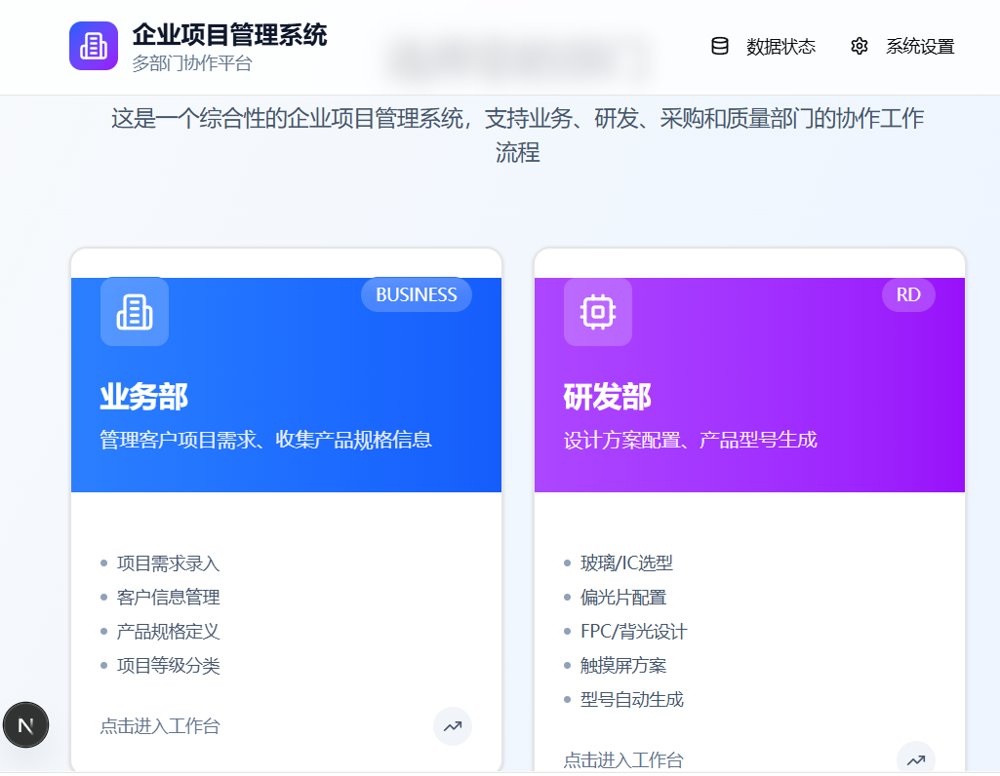 企业项目管理系统
多部门协作平台
数据状态
系统设置
这是一个综合性的企业项目管理系统，支持业务、研发、采购和质量部门的协作工作
流程
BUSINESS
业务部
管理客户项目需求、收集产品规格信息
项目需求录入
客户信息管理
产品规格定义
项目等级分类
点击进入工作台
RD
研发部
设计方案配置、产品型号生成
玻璃/IC选型
偏光片配置
FPC/背光设计
触摸屏方案
型号自动生成
点击进入工作台
N